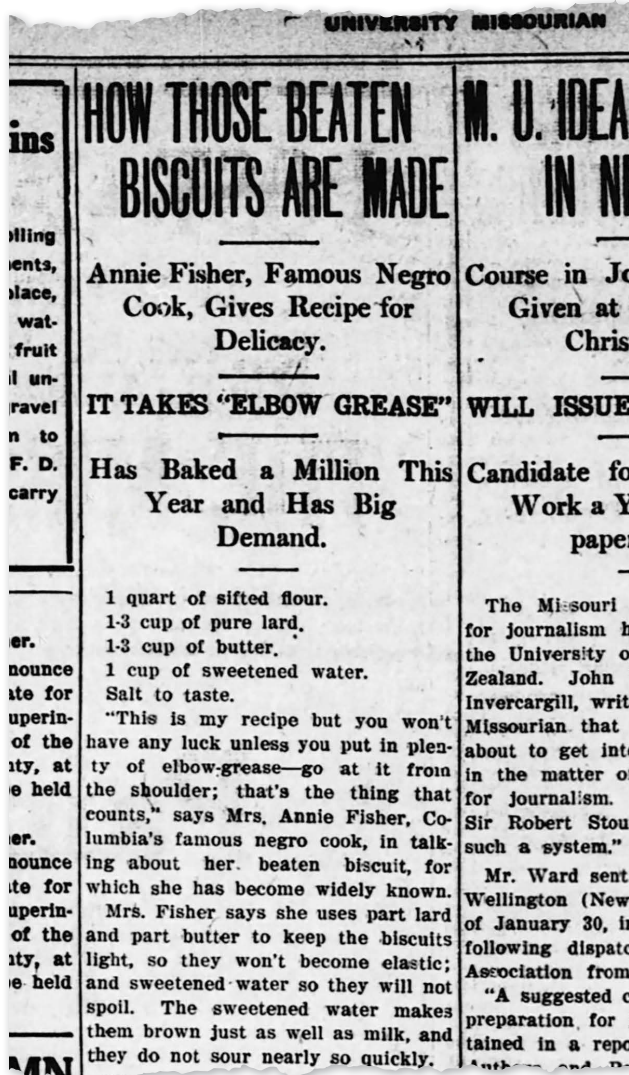 UNIVERSITY MISSOURIAN
ins
olling
ents,
place,
wat-
fruit
l un-
ravel
n to
F. D.
carry
er.
nounce
ate for
uperin-
of the
nty, at
e held
er.
nounce
te for
uperin-
of the
nty, at
e held
MN
HOW THOSE BEATEN
BISCUITS ARE MADE
Annie Fisher, Famous Negro
Cook, Gives Recipe for
Delicacy.
IT TAKES "ELBOW GREASE"
Has Baked a Million This
Year and Has Big
Demand.
1 quart of sifted flour.
1-3 cup of pure lard.
1-3 cup of butter.
1 cup of sweetened water.
Salt to taste.
"This is my recipe but you won't
have any luck unless you put in plen-
ty of elbow-grease—go at it from
the shoulder; that's the thing that
counts," says Mrs. Annie Fisher, Co-
lumbia's famous negro cook, in talk-
ing about her beaten biscuit, for
which she has become widely known.
Mrs. Fisher says she uses part lard
and part butter to keep the biscuits
light, so they won't become elastic;
and sweetened water so they will not
spoil. The sweetened water makes
them brown just as well as milk, and
they do not sour nearly so quickly.
M. U. IDEA
IN N
Course in Jo
Given at
Chris
WILL ISSUE
Candidate fo
Work a Y
paper
The Missouri
for journalism h
the University o
Zealand. John
Invercargill, writ
Missourian that
about to get int
in the matter o
for journalism.
Sir Robert Stou
such a system."
Mr. Ward sent
Wellington (New
of January 30, i
following dispatc
Association from
"A suggested c
preparation for
tained in a repo